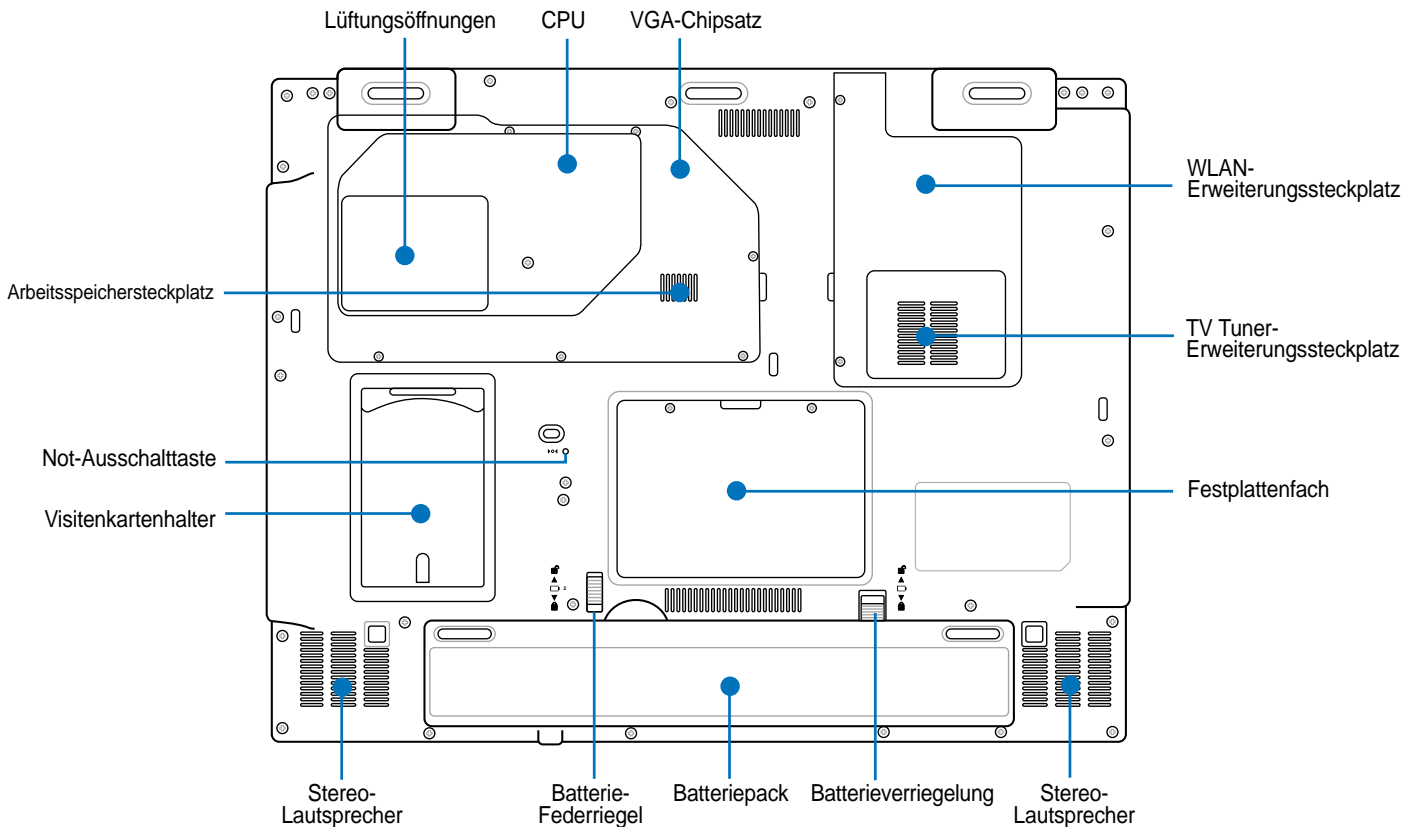 Lüftungsöffnungen
CPU
VGA-Chipsatz
WLAN-
Erweiterungssteckplatz
Arbeitsspeichersteckplatz
TV Tuner-
Erweiterungssteckplatz
Not-Ausschalttaste
Festplattenfach
Visitenkartenhalter
2
Stereo-
Lautsprecher
Batterie-
Federriegel
Batteriepack
Batterieverriegelung
Stereo-
Lautsprecher